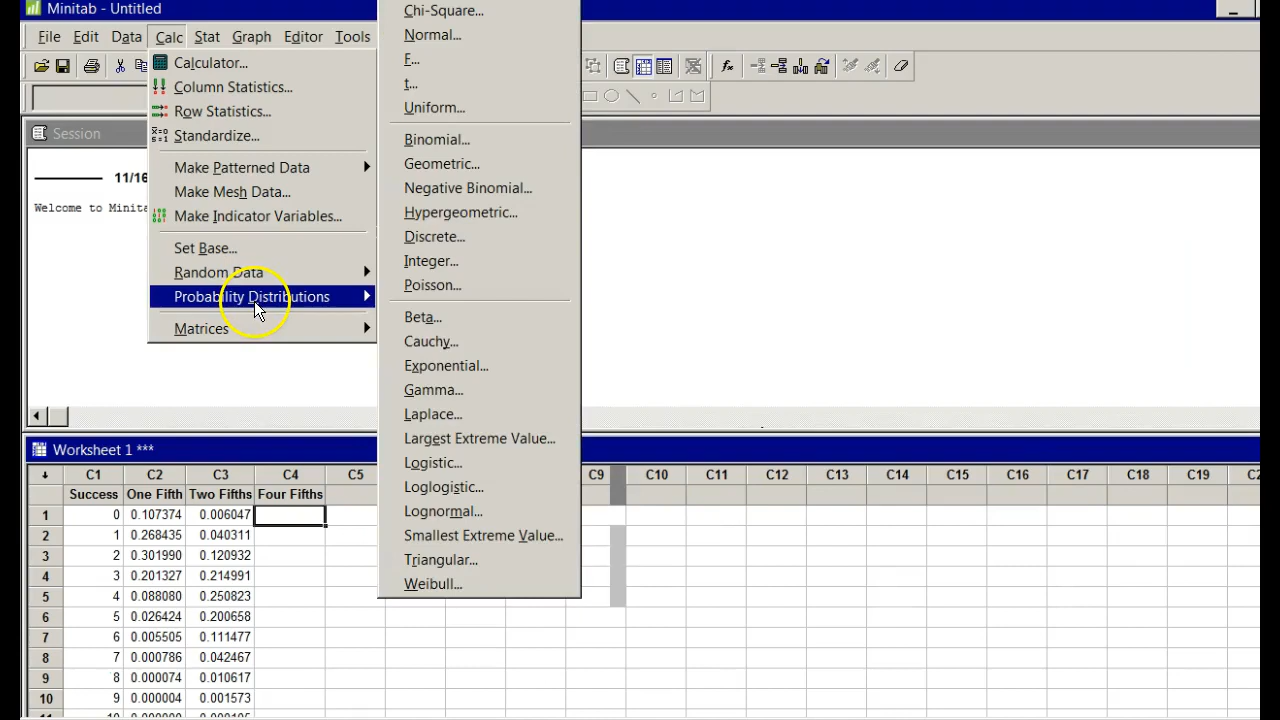 Minitab - Untitled
File Edit Data Calc Stat Graph Editor Tools
Calculator...
Column Statistics...
Row Statistics...
Standardize...
Make Patterned Data
Make Mesh Data...
Make Indicator Variables...
Set Base...
Random Data
Probability Distributions
Matrices
Chi-Square...
Normal...
F...
t...
Uniform...
Binomial...
Geometric...
Negative Binomial...
Hypergeometric...
Discrete...
Integer...
Poisson...
Beta...
Cauchy...
Exponential...
Gamma...
Laplace...
Largest Extreme Value...
Logistic...
Loglogistic...
Lognormal...
Smallest Extreme Value...
Triangular...
Weibull...
Session
11/16
Welcome to Minita
Worksheet 1 ***
C1 C2 C3 C4 C5 C9 C10 C11 C12 C13 C14 C15 C16 C17 C18 C19
Success One Fifth Two Fifths Four Fifths
1 0 0.107374 0.006047
2 1 0.268435 0.040311
3 2 0.301990 0.120932
4 3 0.201327 0.214991
5 4 0.088080 0.250823
6 5 0.026424 0.200658
7 6 0.005505 0.111477
8 7 0.000786 0.042467
9 8 0.000074 0.010617
10 9 0.000004 0.001573